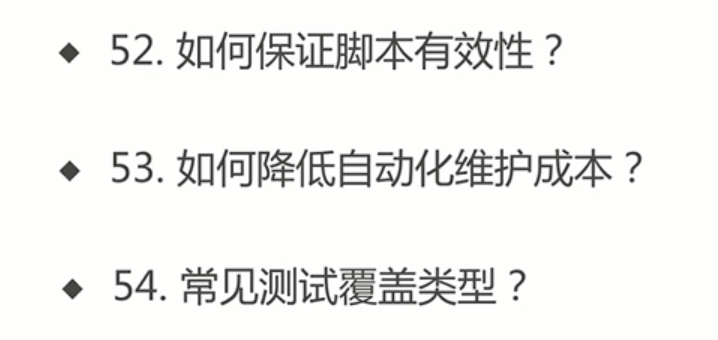 ◆ 52. 如何保证脚本有效性？
◆ 53. 如何降低自动化维护成本？
◆ 54. 常见测试覆盖类型？